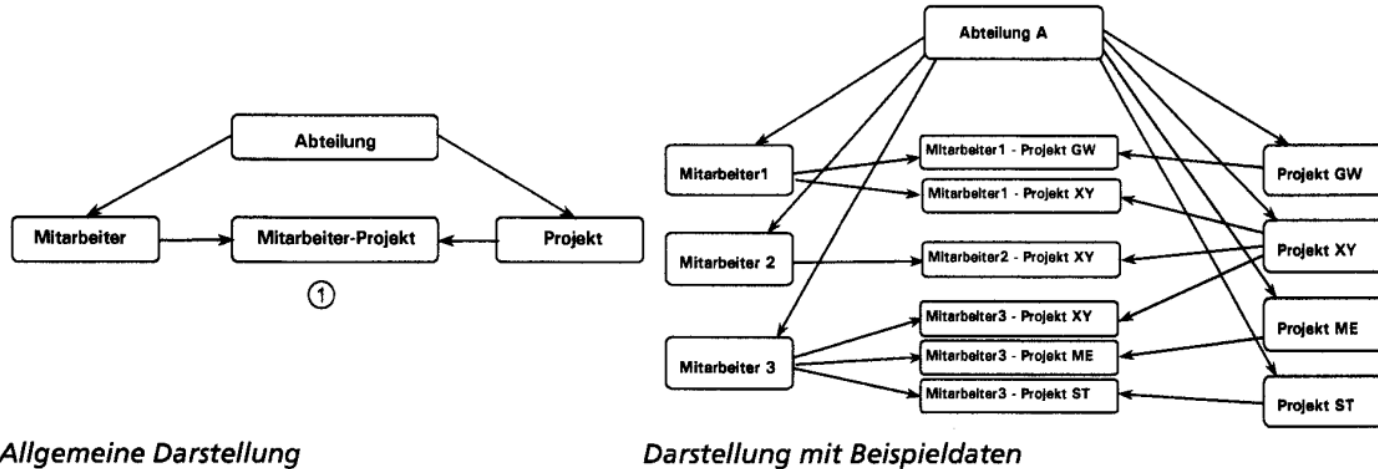 Abteilung
Mitarbeiter
Mitarbeiter-Projekt
Projekt
①
Allgemeine Darstellung
Abteilung A
Mitarbeiter1
Mitarbeiter 2
Mitarbeiter 3
Mitarbeiter1 - Projekt GW
Mitarbeiter1 - Projekt XY
Mitarbeiter2 - Projekt XY
Mitarbeiter3 - Projekt XY
Mitarbeiter3 - Projekt ME
Mitarbeiter3 - Projekt ST
Projekt GW
Projekt XY
Projekt ME
Projekt ST
Darstellung mit Beispieldaten